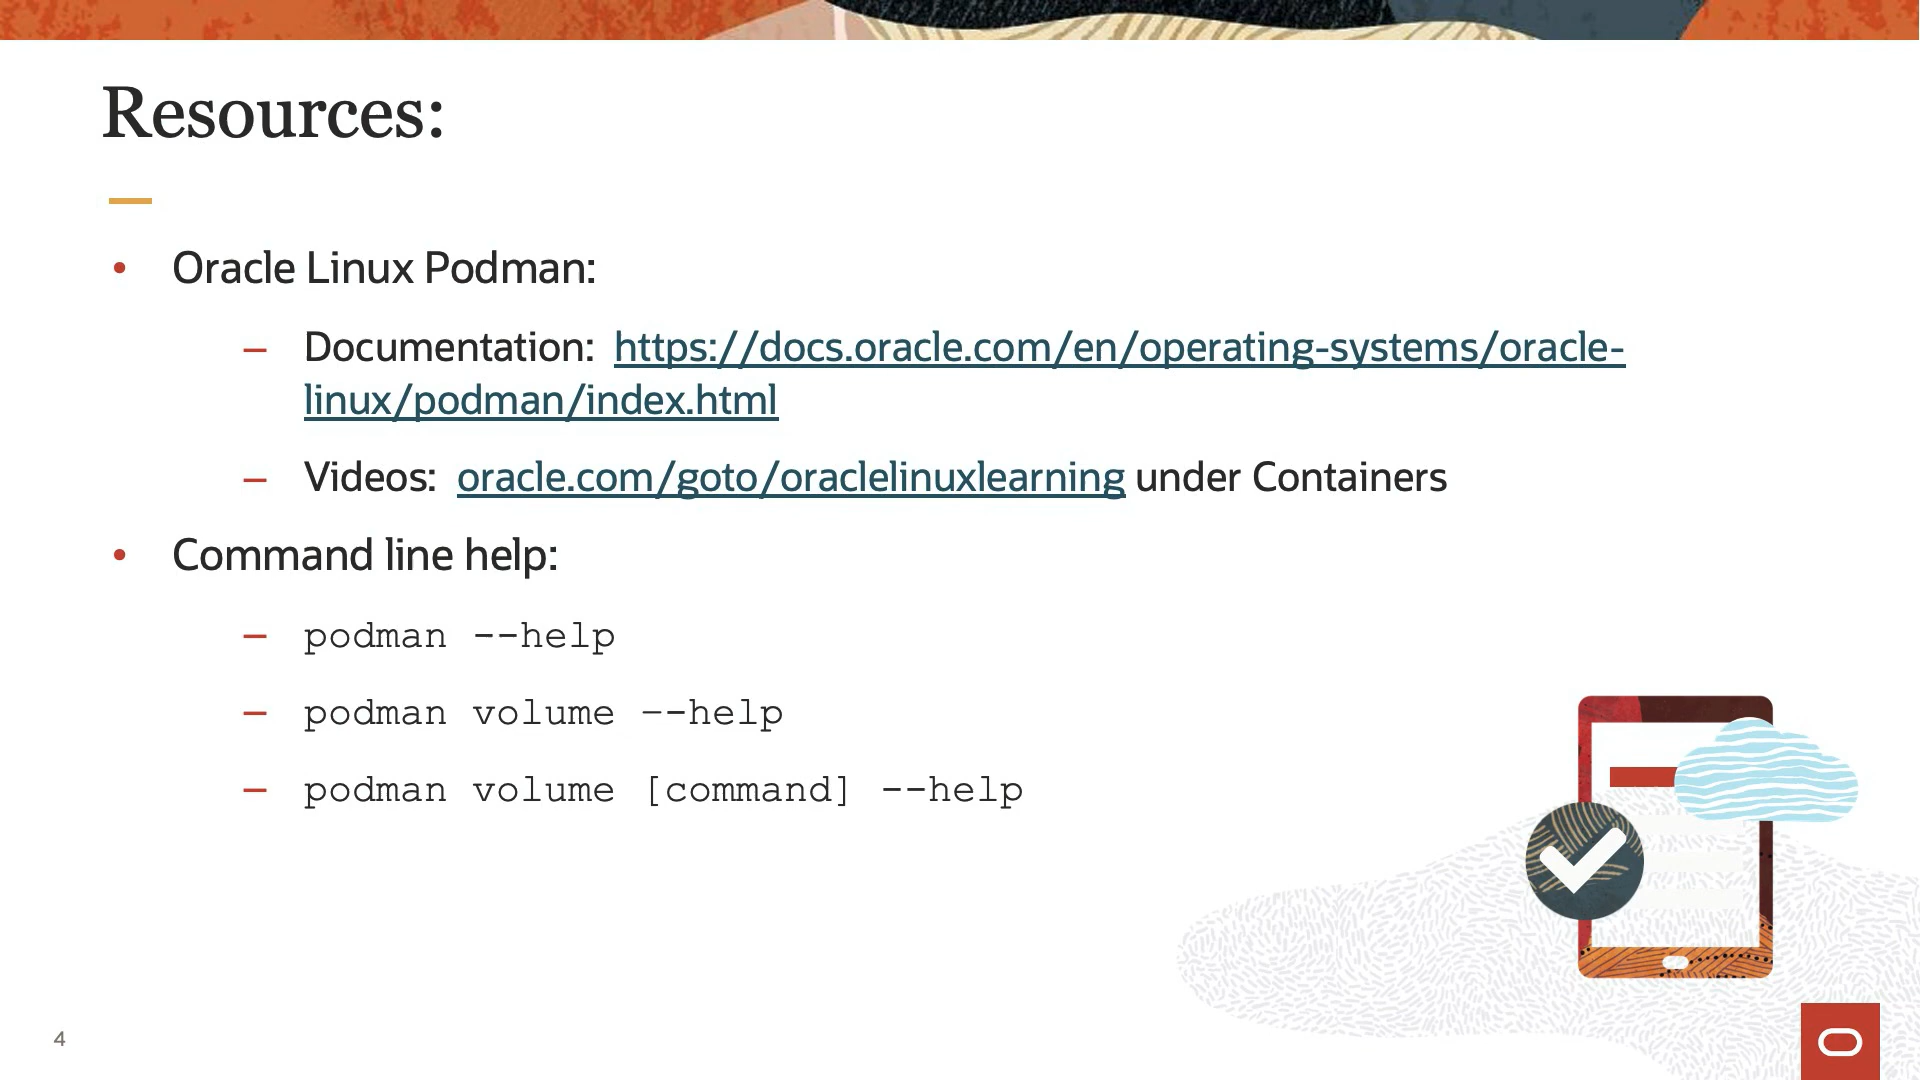 Resources:
• Oracle Linux Podman:
– Documentation: https://docs.oracle.com/en/operating-systems/oracle-
linux/podman/index.html
– Videos: oracle.com/goto/oraclelinuxlearning under Containers
• Command line help:
– podman --help
– podman volume –-help
– podman volume [command] --help
4